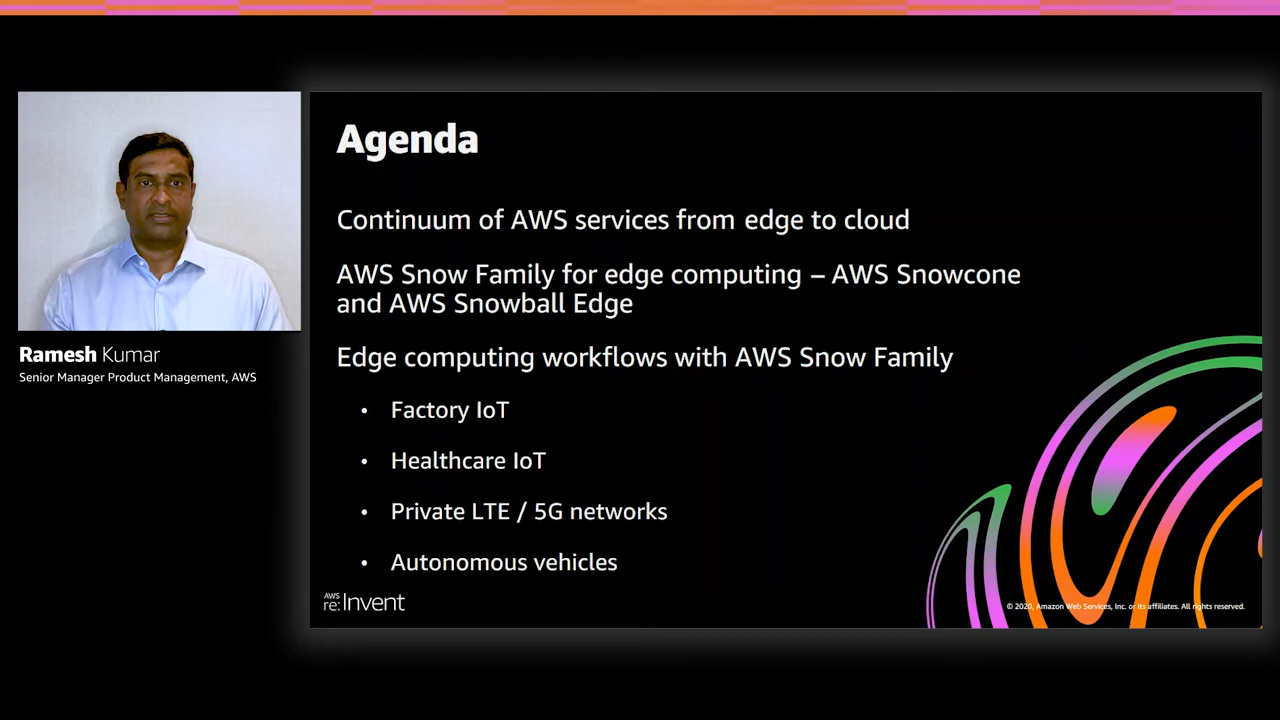 Agenda
Continuum of AWS services from edge to cloud
AWS Snow Family for edge computing – AWS Snowcone
and AWS Snowball Edge
Edge computing workflows with AWS Snow Family
• Factory IoT
• Healthcare IoT
• Private LTE / 5G networks
• Autonomous vehicles
Ramesh Kumar
Senior Manager Product Management, AWS
AWS
re:Invent
© 2020, Amazon Web Services, Inc. or its affiliates. All rights reserved.